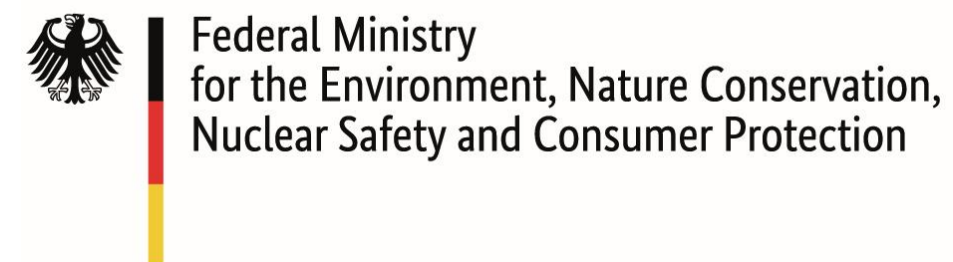 Federal Ministry
for the Environment, Nature Conservation,
Nuclear Safety and Consumer Protection